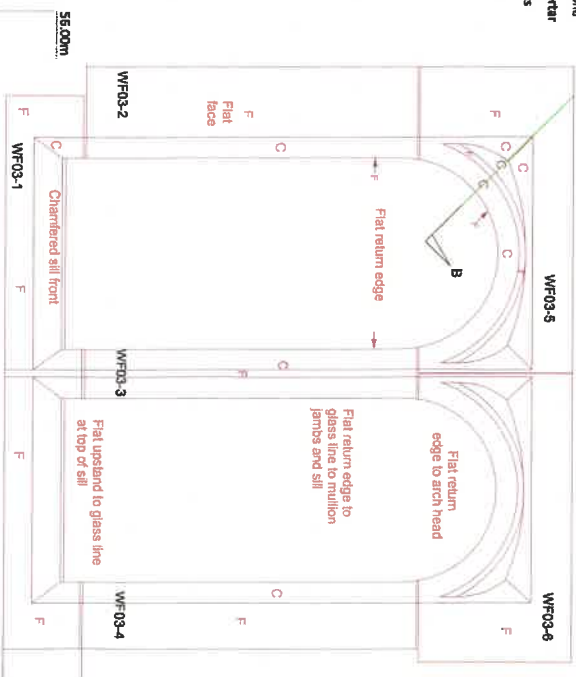 rtar
s
55.00m
WF03-5
WF03-6
F
C
C
C
C
C
F
F
B
Flat return
edge to arch head
WF03-2
F
Flat
face
C
F
Flat return edge
Flat return edge to
glass line to mullion
jambs and sill
C
F
WF03-3
C
F
WF03-4
WF03-1
F
C
Chamfered sill front
F
Flat upstand to glass line
at top of sill
F
F